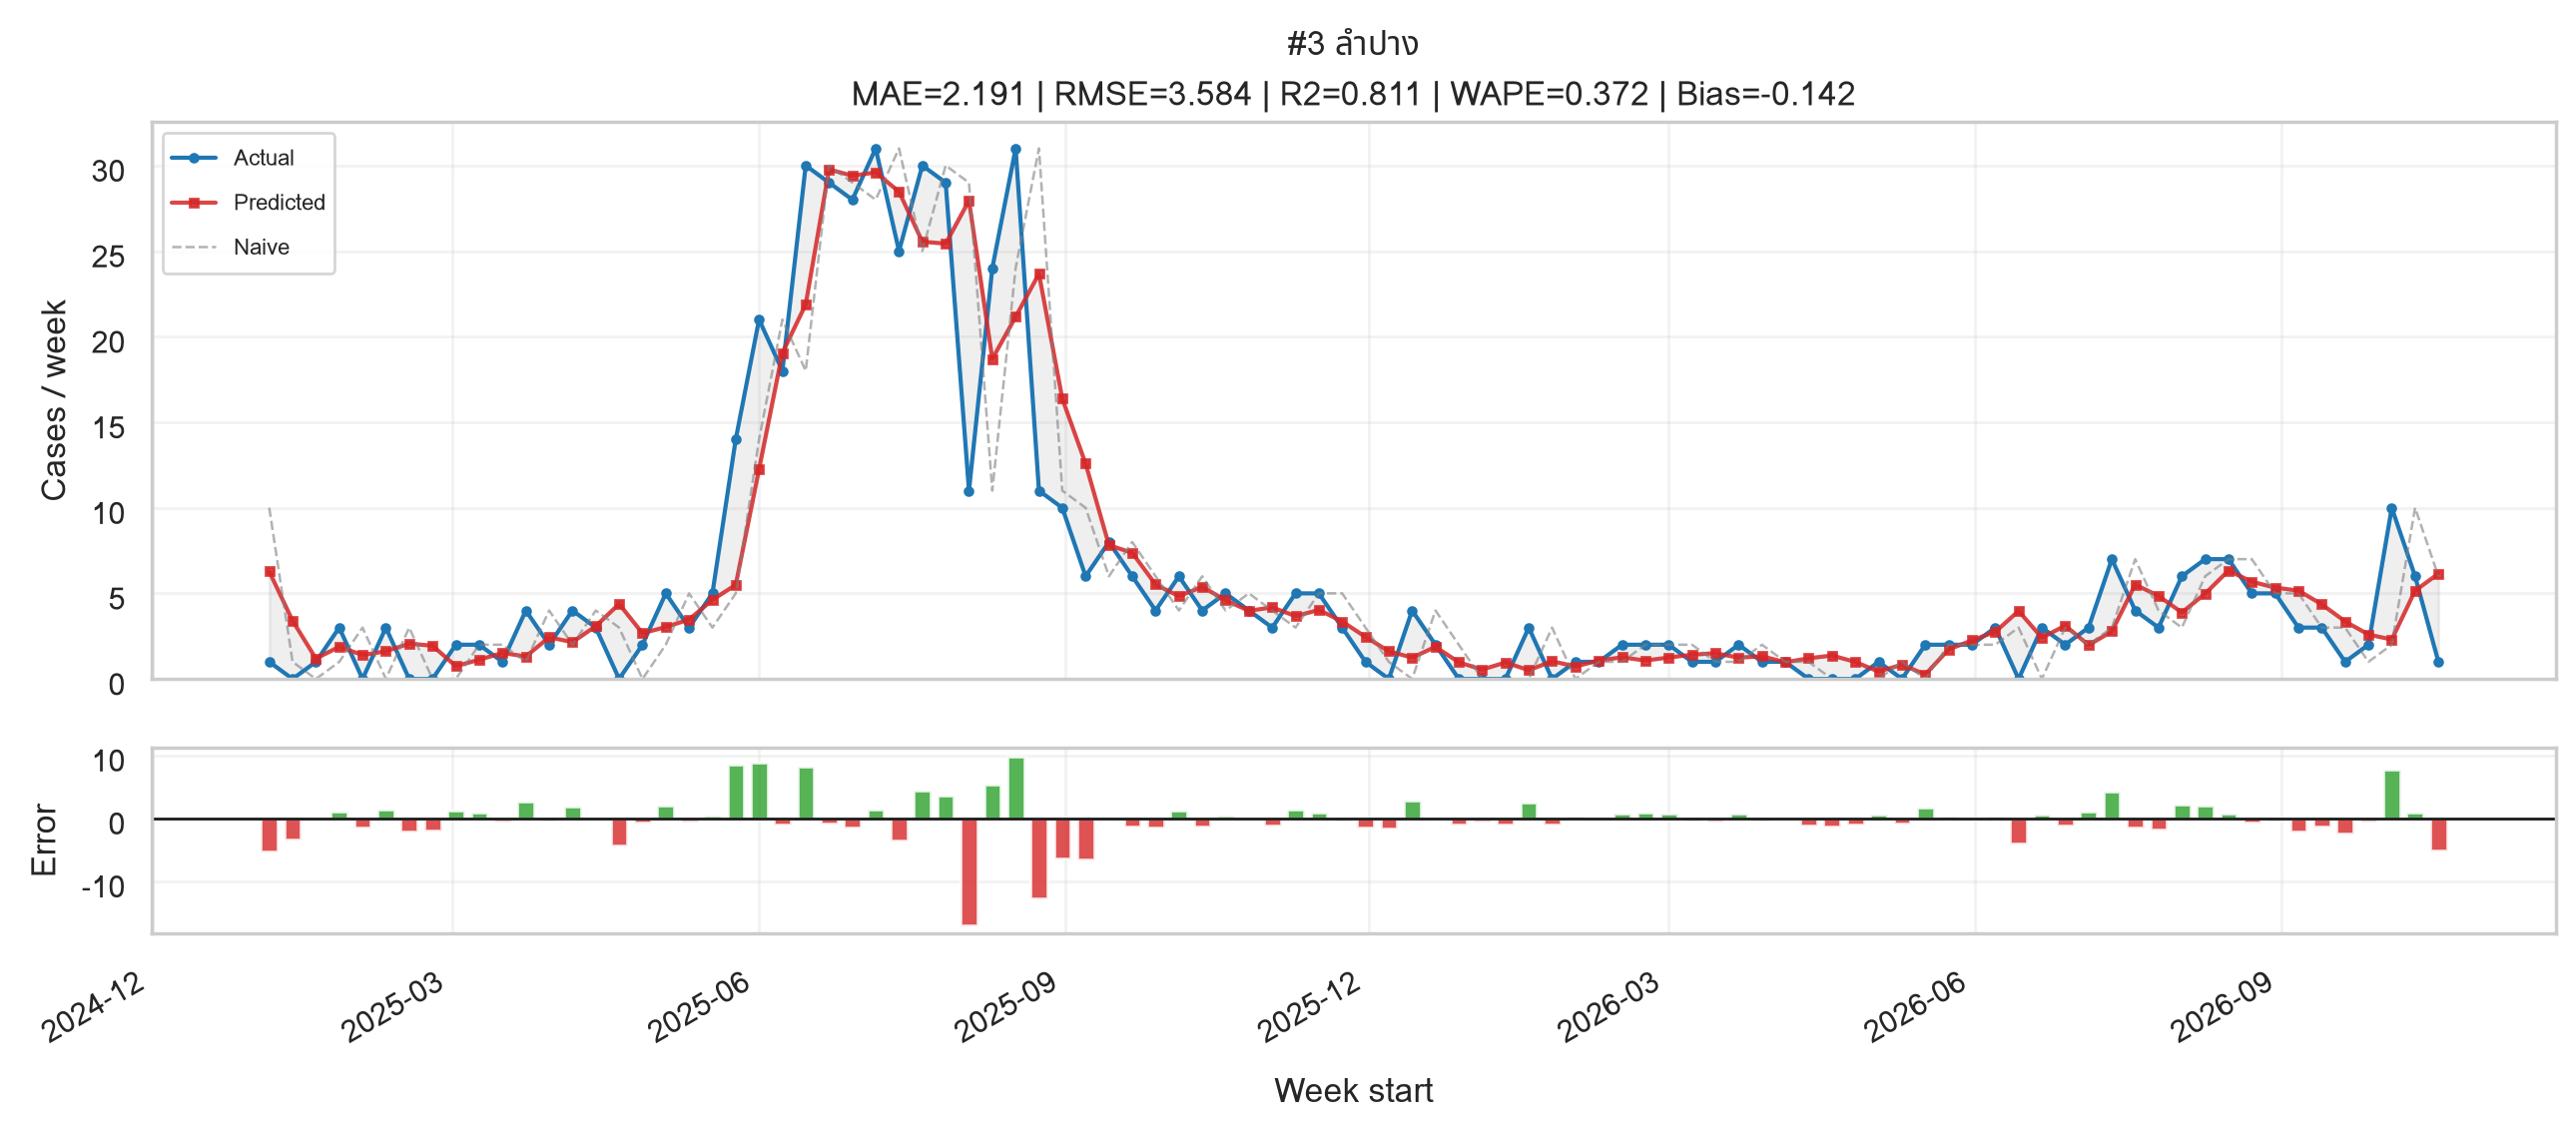 #3 ลำปาง
MAE=2.191 | RMSE=3.584 | R2=0.811 | WAPE=0.372 | Bias=-0.142
Actual
Predicted
Naive
30
25
20
15
10
5
0
Cases / week
10
0
-10
Error
2024-12
2025-03
2025-06
2025-09
2025-12
2026-03
2026-06
2026-09
Week start